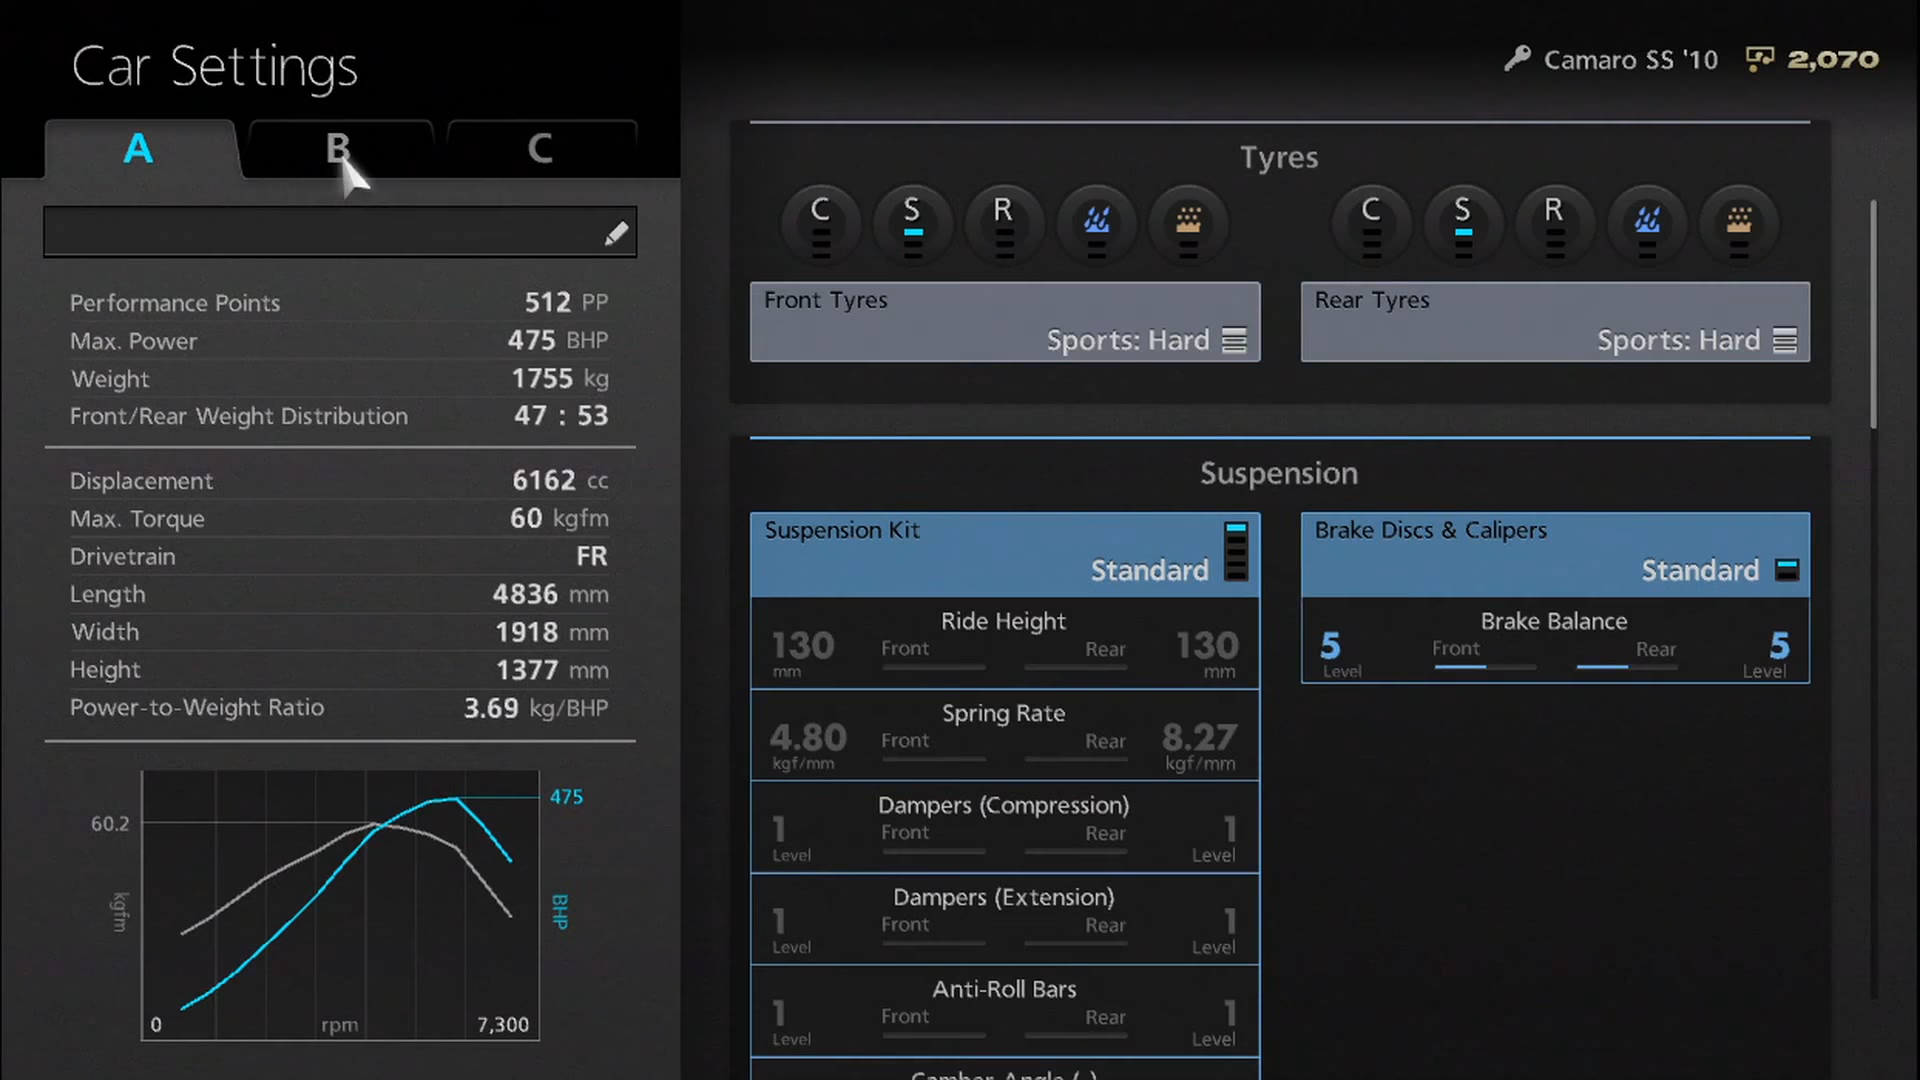 Car Settings
Camaro SS '10
2,070
A
B
C
Performance Points 512 PP
Max. Power 475 BHP
Weight 1755 kg
Front/Rear Weight Distribution 47 : 53
Displacement 6162 cc
Max. Torque 60 kgfm
Drivetrain FR
Length 4836 mm
Width 1918 mm
Height 1377 mm
Power-to-Weight Ratio 3.69 kg/BHP
475
60.2
kgfm
BHP
0 rpm 7,300
Tyres
C S R
C S R
Front Tyres
Sports: Hard
Rear Tyres
Sports: Hard
Suspension
Suspension Kit
Standard
Ride Height
130 Front Rear 130
mm mm
Spring Rate
4.80 Front Rear 8.27
kgf/mm kgf/mm
Dampers (Compression)
1 Front Rear 1
Level Level
Dampers (Extension)
1 Front Rear 1
Level Level
Anti-Roll Bars
1 Front Rear 1
Level Level
Camber Angle (-)
Brake Discs & Calipers
Standard
Brake Balance
5 Front Rear 5
Level Level